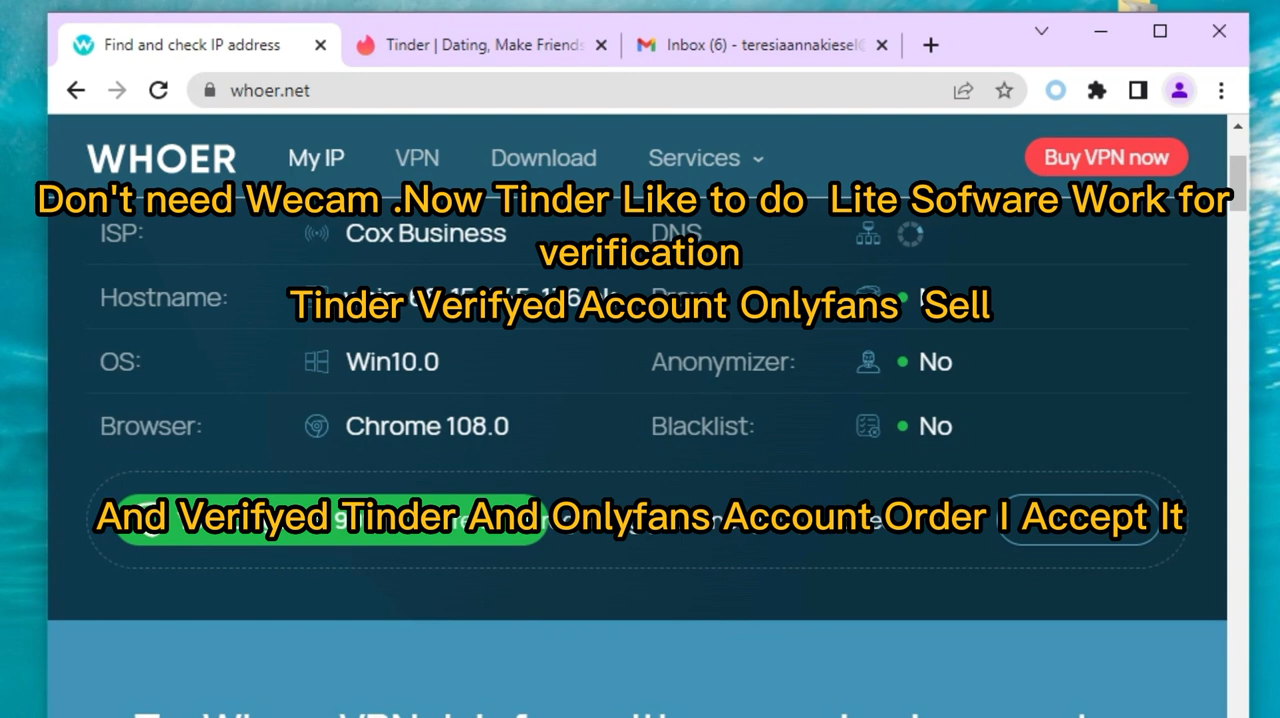 Find and check IP address
Tinder | Dating, Make Friends
Inbox (6) - teresiaannakiesel
whoer.net
WHOER
My IP
VPN
Download
Services
Buy VPN now
Don't need Wecam .Now Tinder Like to do Lite Sofware Work for
verification
ISP:
Cox Business
DNS
Hostname:
Tinder Verifyed Account Onlyfans Sell
OS:
Win10.0
Anonymizer:
No
Browser:
Chrome 108.0
Blacklist:
No
And Verifyed Tinder And Onlyfans Account Order I Accept It